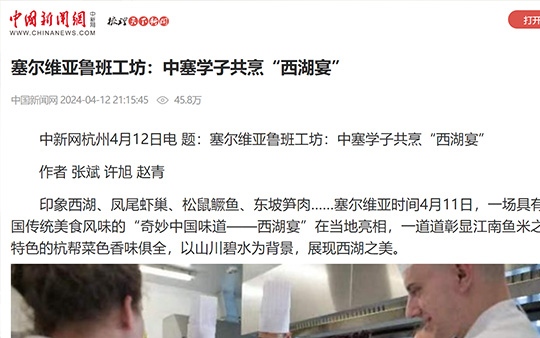 中國新聞網 中新网
WWW.CHINANEWS.COM
梳理天下新闻
打开
塞尔维亚鲁班工坊：中塞学子共烹“西湖宴”
中国新闻网 2024-04-12 21:15:45 45.8万
中新网杭州4月12日电 题：塞尔维亚鲁班工坊：中塞学子共烹“西湖宴”
作者 张斌 许旭 赵青
印象西湖、凤尾虾巢、松鼠鳜鱼、东坡笋肉……塞尔维亚时间4月11日，一场具有
国传统美食风味的“奇妙中国味道——西湖宴”在当地亮相，一道道彰显江南鱼米之
特色的杭帮菜色香味俱全，以山川碧水为背景，展现西湖之美。